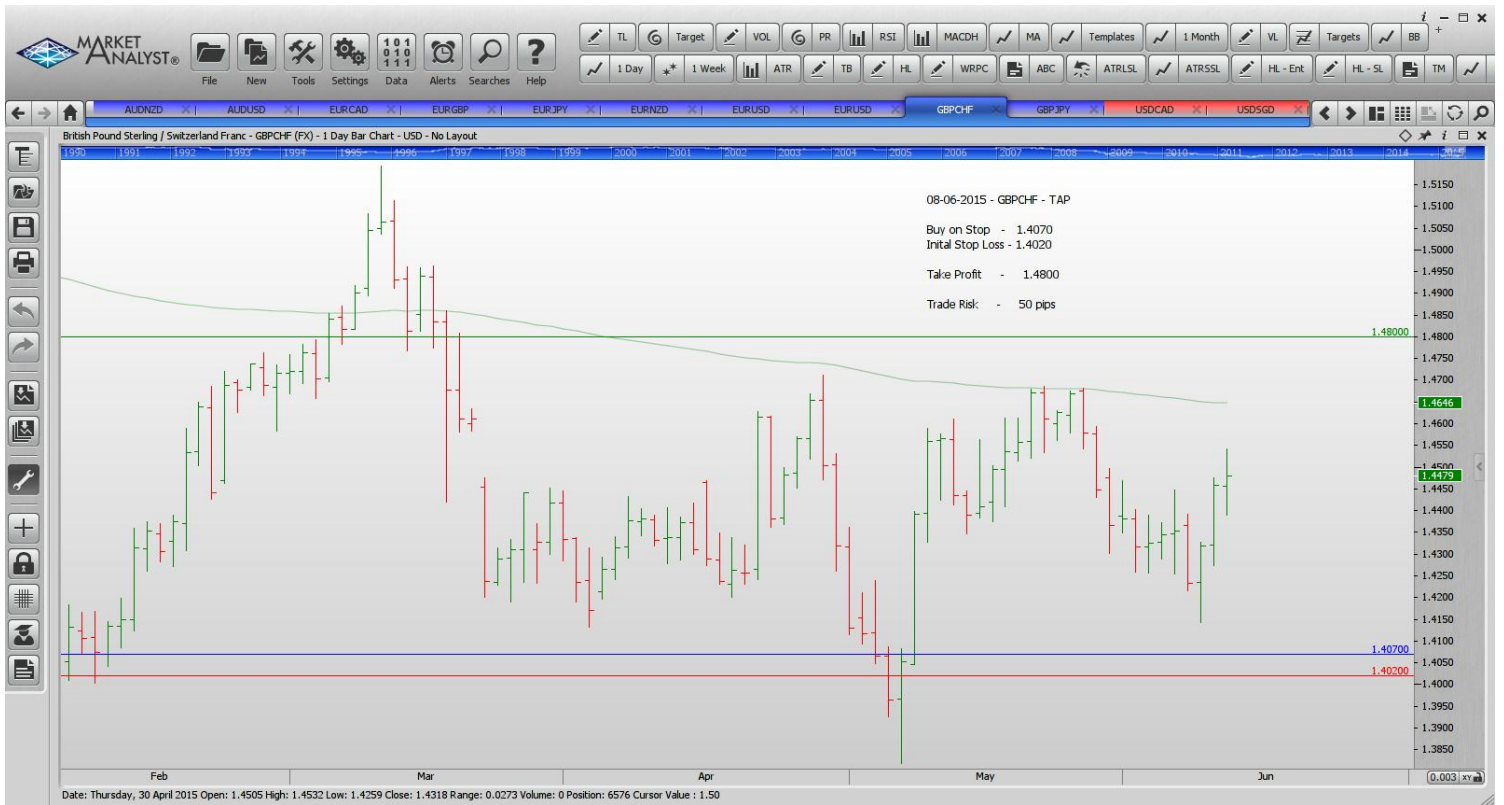 MARKET
ANALYST®
File New Tools Settings Data Alerts Searches Help
101
010
111
TL Target VOL PR RSI MACDH MA Templates 1 Month VL Targets BB
1 Day 1 Week ATR TB HL WRPC ABC ATRLSL ATRSSL HL - Ent HL - SL TM
AUDNZD AUDUSD EURCAD EURGBP EURJPY EURNZD EURUSD EURUSD GBPCHF GBPJPY USDCAD USDSGD
British Pound Sterling / Switzerland Franc - GBPCHF (FX) - 1 Day Bar Chart - USD - No Layout
1990 1991 1992 1993 1994 1995 1996 1997 1998 1999 2000 2001 2002 2003 2004 2005 2006 2007 2008 2009 2010 2011 2012 2013 2014 2015
08-06-2015 - GBPCHF - TAP
Buy on Stop - 1.4070
Inital Stop Loss - 1.4020
Take Profit - 1.4800
Trade Risk - 50 pips
1.5150
1.5100
1.5050
1.5000
1.4950
1.4900
1.4850
1.48000 1.4800
1.4750
1.4700
1.4646
1.4600
1.4550
1.4500
1.4479
1.4450
1.4400
1.4350
1.4300
1.4250
1.4200
1.4150
1.4100
1.40700
1.4050
1.40200
1.4000
1.3950
1.3900
1.3850
Feb Mar Apr May Jun
0.003 XY
Date: Thursday, 30 April 2015 Open: 1.4505 High: 1.4532 Low: 1.4259 Close: 1.4318 Range: 0.0273 Volume: 0 Position: 6576 Cursor Value : 1.50